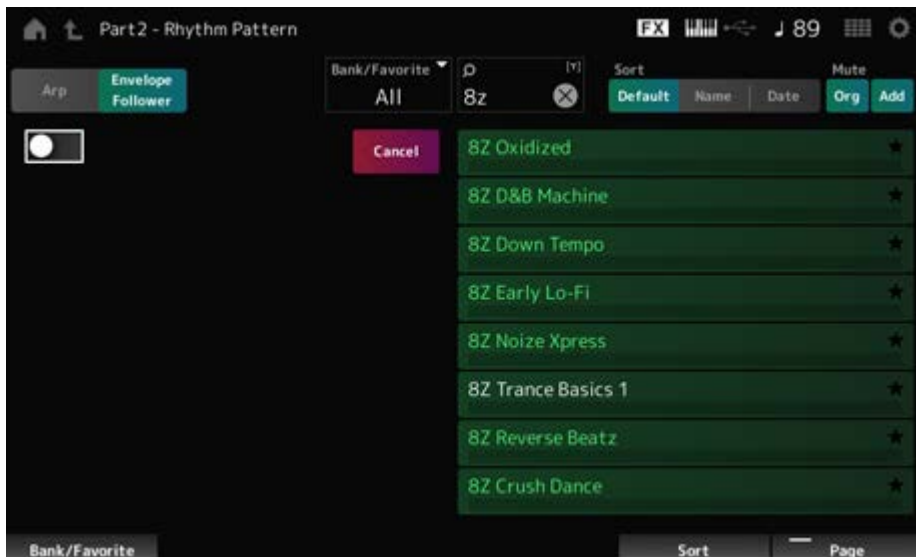 Part2 - Rhythm Pattern
FX
♩ 89
Arp
Envelope
Follower
Bank/Favorite
All
[Y]
8z
Sort
Default
Name
Date
Mute
Org
Add
Cancel
8Z Oxidized
8Z D&B Machine
8Z Down Tempo
8Z Early Lo-Fi
8Z Noize Xpress
8Z Trance Basics 1
8Z Reverse Beatz
8Z Crush Dance
Bank/Favorite
Sort
Page